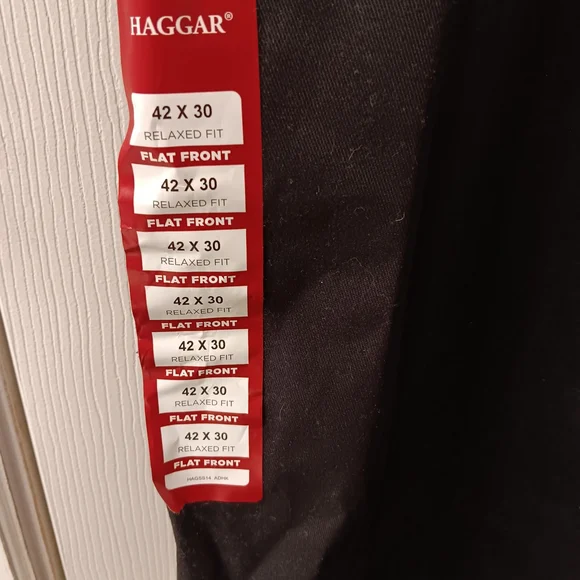 HAGGAR®
42 X 30
RELAXED FIT
FLAT FRONT
42 X 30
RELAXED FIT
FLAT FRONT
42 X 30
RELAXED FIT
FLAT FRONT
42 X 30
RELAXED FIT
FLAT FRONT
42 X 30
RELAXED FIT
FLAT FRONT
42 X 30
RELAXED FIT
FLAT FRONT
42 X 30
RELAXED FIT
FLAT FRONT